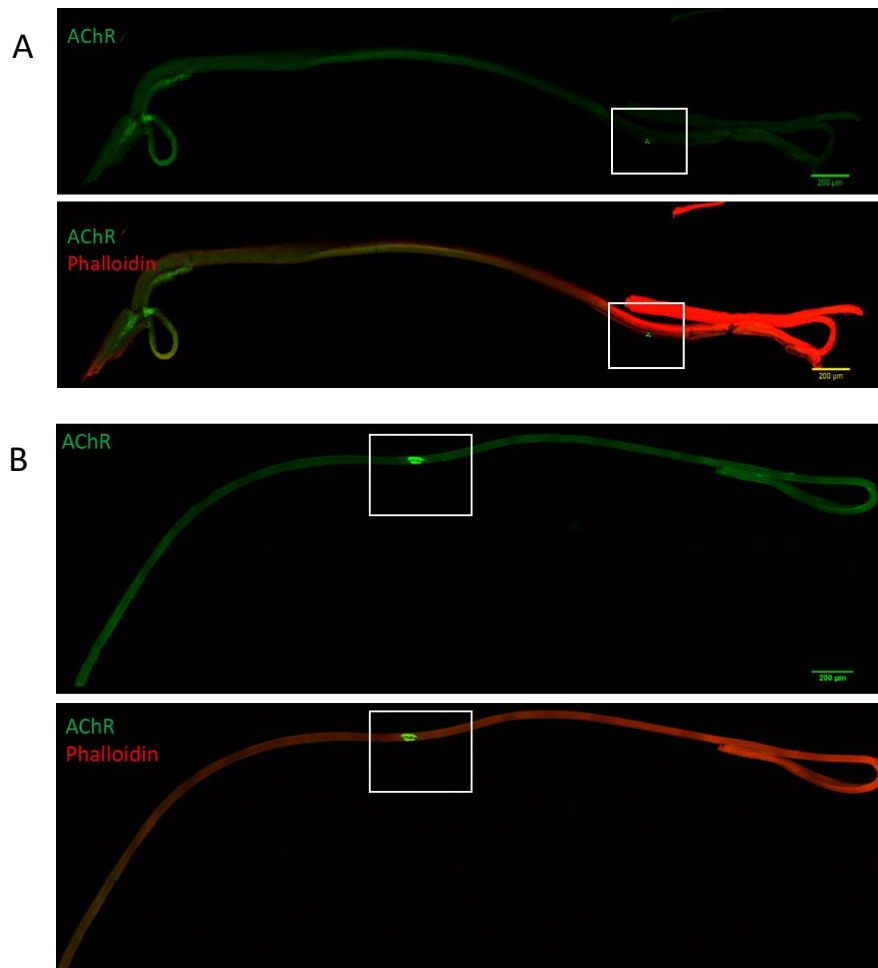 A
AChR
200 μm
AChR
Phalloidin
200 μm
B
AChR
200 μm
AChR
Phalloidin